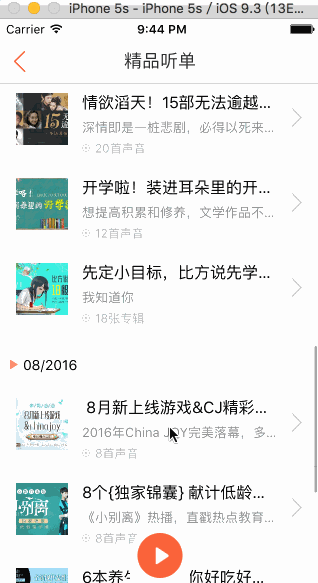 iPhone 5s - iPhone 5s / iOS 9.3 (13E...
Carrier 9:44 PM
精品听单
情欲滔天！15部无法逾越...
深情即是一桩悲剧，必得以死来...
20首声音
开学啦！装进耳朵里的开...
想提高积累和修养，文学作品不...
12首声音
先定小目标，比方说先学...
我知道你
18张专辑
08/2016
8月新上线游戏&CJ精彩...
2016年China JOY完美落幕，多...
8首声音
8个{独家锦囊} 献计低龄...
《小别离》热播，直戳热点教育...
8首声音
你好吃好...